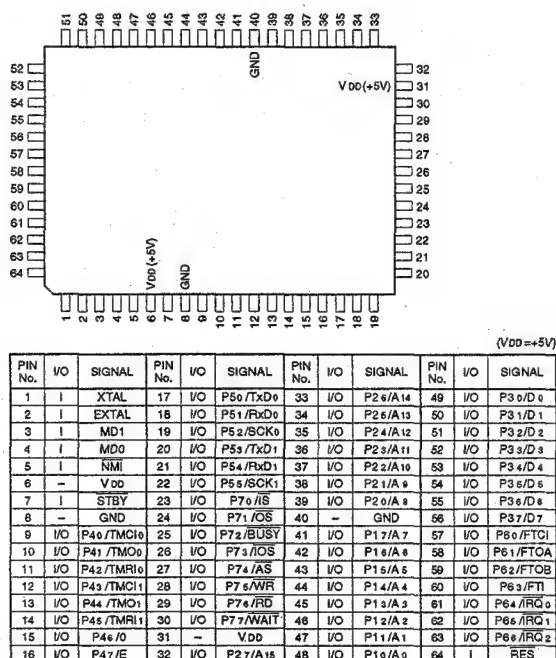 51 50 49 48 47 46 45 44 43 42 41 40 39 38 37 36 35 34 33
GND
52 32
53 VDD(+5V) 31
54 30
55 29
56 28
57 27
58 26
59 25
60 24
61 23
62 22
63 21
64 20
VDD(+5V)
GND
1 2 3 4 5 6 7 8 9 10 11 12 13 14 15 16 17 18 19
(VDD=+5V)
PIN No. I/O SIGNAL PIN No. I/O SIGNAL PIN No. I/O SIGNAL PIN No. I/O SIGNAL
1 I XTAL 17 I/O P50/TxD0 33 I/O P26/A14 49 I/O P30/D0
2 I EXTAL 18 I/O P51/RxD0 34 I/O P25/A13 50 I/O P31/D1
3 I MD1 19 I/O P52/SCK0 35 I/O P24/A12 51 I/O P32/D2
4 I MD0 20 I/O P53/TxD1 36 I/O P23/A11 52 I/O P33/D3
5 I NMI 21 I/O P54/RxD1 37 I/O P22/A10 53 I/O P34/D4
6 – VDD 22 I/O P55/SCK1 38 I/O P21/A9 54 I/O P35/D5
7 I STBY 23 I/O P70/IS 39 I/O P20/A8 55 I/O P36/D6
8 – GND 24 I/O P71/OS 40 – GND 56 I/O P37/D7
9 I/O P40/TMCI0 25 I/O P72/BUSY 41 I/O P17/A7 57 I/O P60/FTCI
10 I/O P41/TMO0 26 I/O P73/IOS 42 I/O P16/A6 58 I/O P61/FTOA
11 I/O P42/TMRI0 27 I/O P74/AS 43 I/O P15/A5 59 I/O P62/FTOB
12 I/O P43/TMCI1 28 I/O P75/WR 44 I/O P14/A4 60 I/O P63/FTI
13 I/O P44/TMO1 29 I/O P76/RD 45 I/O P13/A3 61 I/O P64/IRQ0
14 I/O P45/TMRI1 30 I/O P77/WAIT 46 I/O P12/A2 62 I/O P65/IRQ1
15 I/O P46/0 31 – VDD 47 I/O P11/A1 63 I/O P66/IRQ2
16 I/O P47/E 32 I/O P27/A15 48 I/O P10/A0 64 I RES